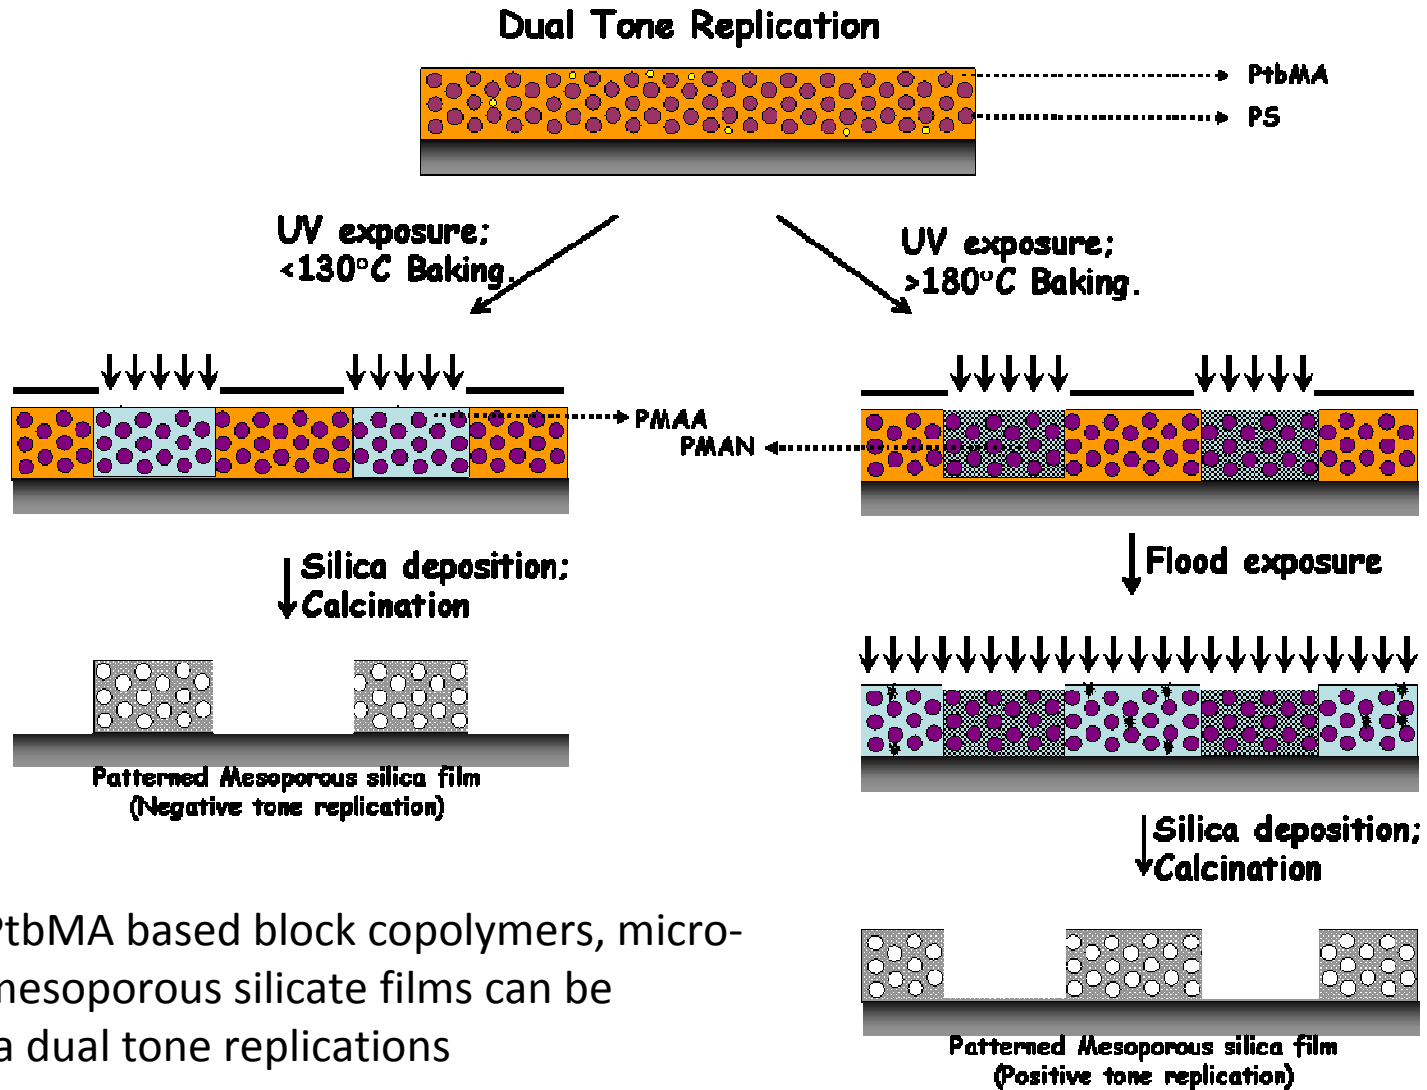 Dual Tone Replication
PtbMA
PS
UV exposure;
<130°C Baking.
UV exposure;
>180°C Baking.
PMAA
PMAN
Silica deposition;
Calcination
Flood exposure
Patterned Mesoporous silica film
(Negative tone replication)
Silica deposition;
Calcination
PtbMA based block copolymers, micro-
mesoporous silicate films can be
a dual tone replications
Patterned Mesoporous silica film
(Positive tone replication)